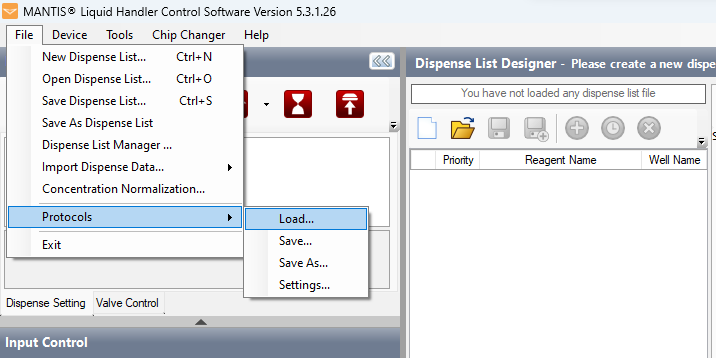 MANTIS® Liquid Handler Control Software Version 5.3.1.26
File Device Tools Chip Changer Help
New Dispense List... Ctrl+N
Open Dispense List... Ctrl+O
Save Dispense List... Ctrl+S
Save As Dispense List
Dispense List Manager ...
Import Dispense Data...
Concentration Normalization...
Protocols
Exit
Load...
Save...
Save As...
Settings...
Dispense Setting Valve Control
Input Control
Dispense List Designer - Please create a new dispe
You have not loaded any dispense list file
Priority Reagent Name Well Name